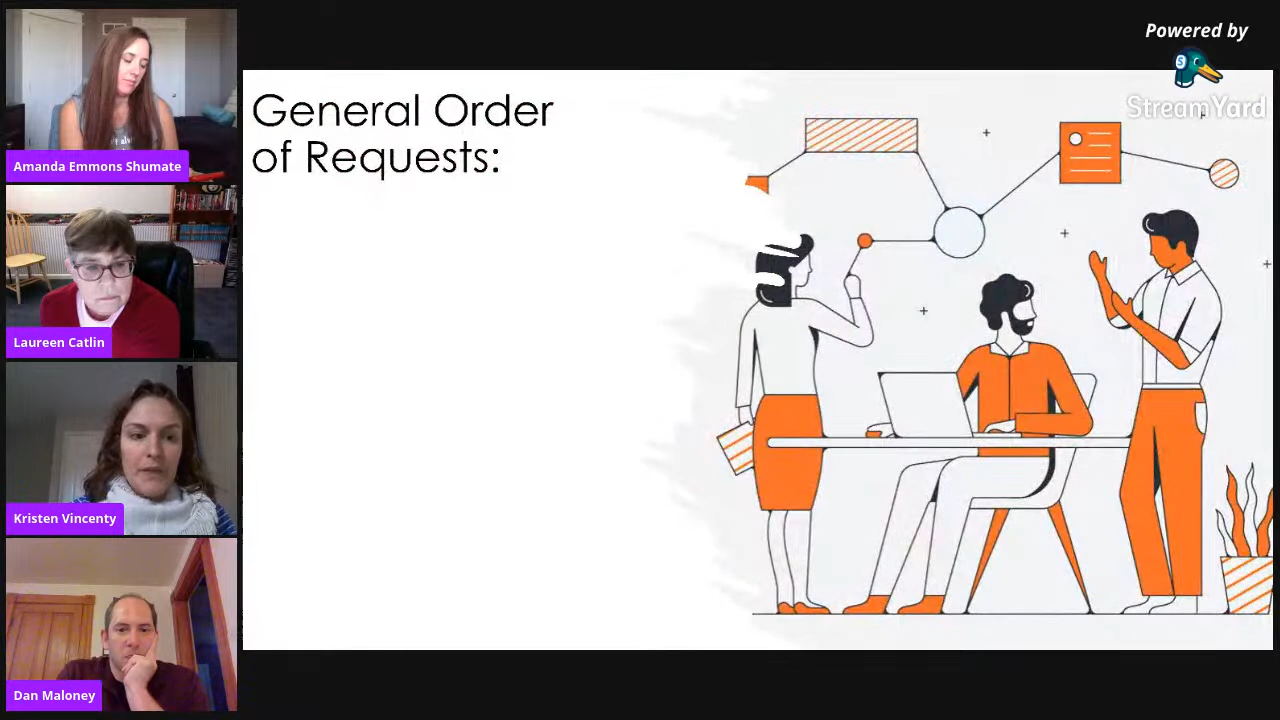 Powered by
StreamYard
General Order
of Requests:
Amanda Emmons Shumate
Laureen Catlin
Kristen Vincenty
Dan Maloney